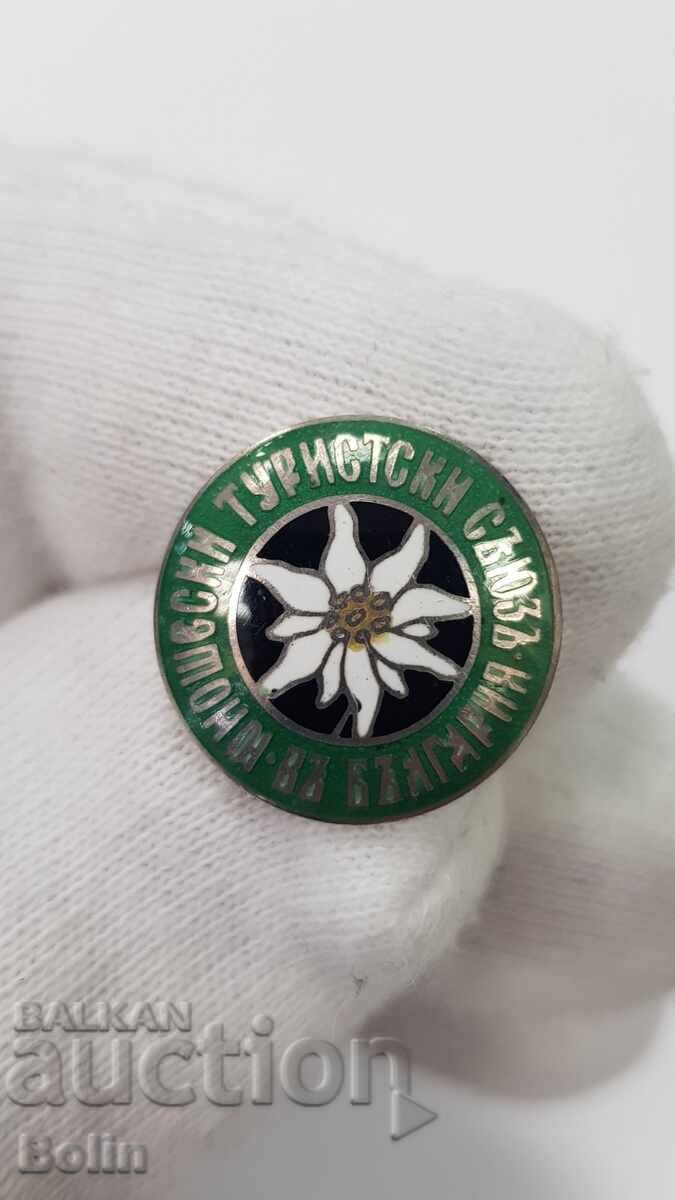 ЮНОШЕСКИ ТУРИСТСКИ СЪЮЗЪ · ВЪ БЪЛГАРИЯ ·
BALKAN
auction
Bolin